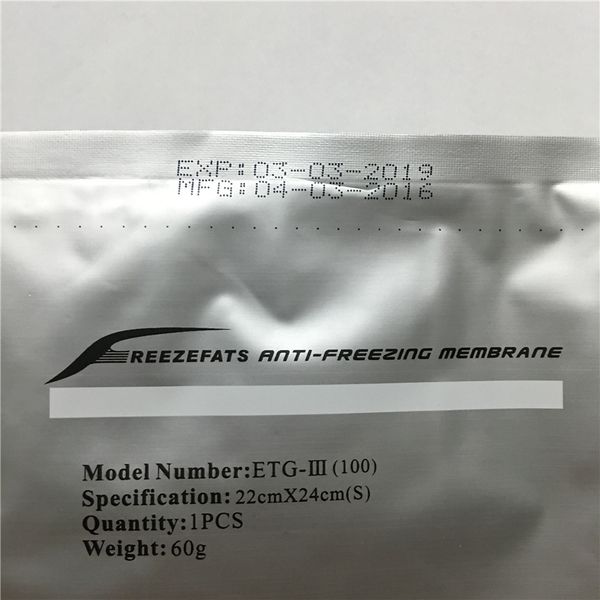 EXP:03-03-2019
MFG:04-03-2016
FREEZEFATS ANTI-FREEZING MEMBRANE
Model Number:ETG-III(100)
Specification: 22cmX24cm(S)
Quantity:1PCS
Weight: 60g